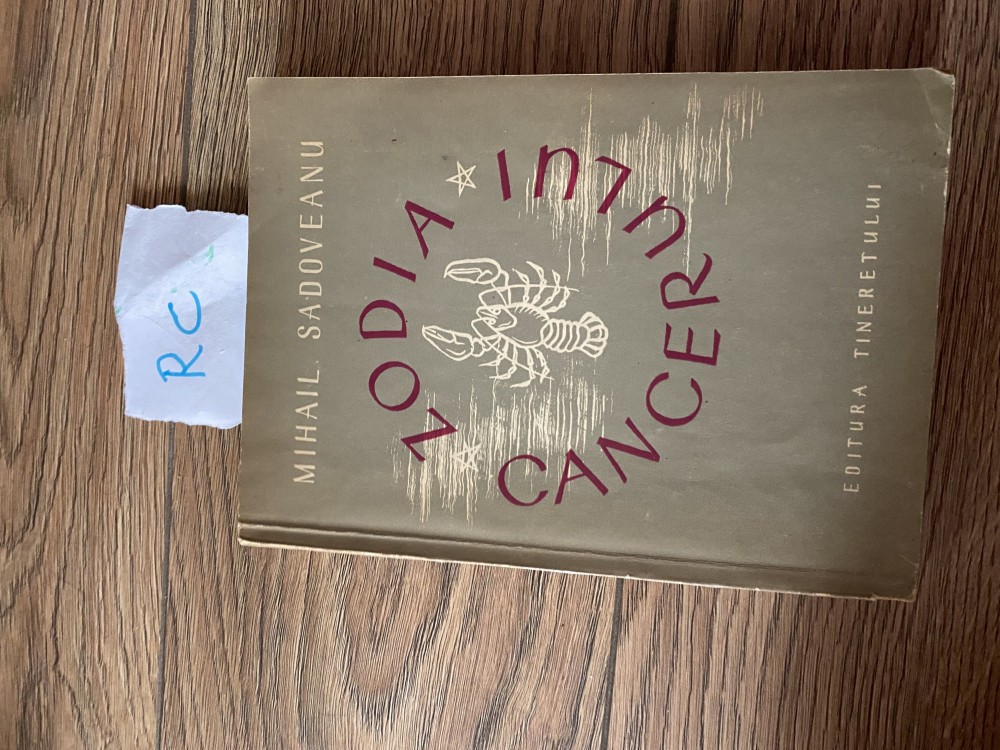 RC
MIHAIL SADOVEANU
ZODIA
CANCERULUI
EDITURA TINERETULUI